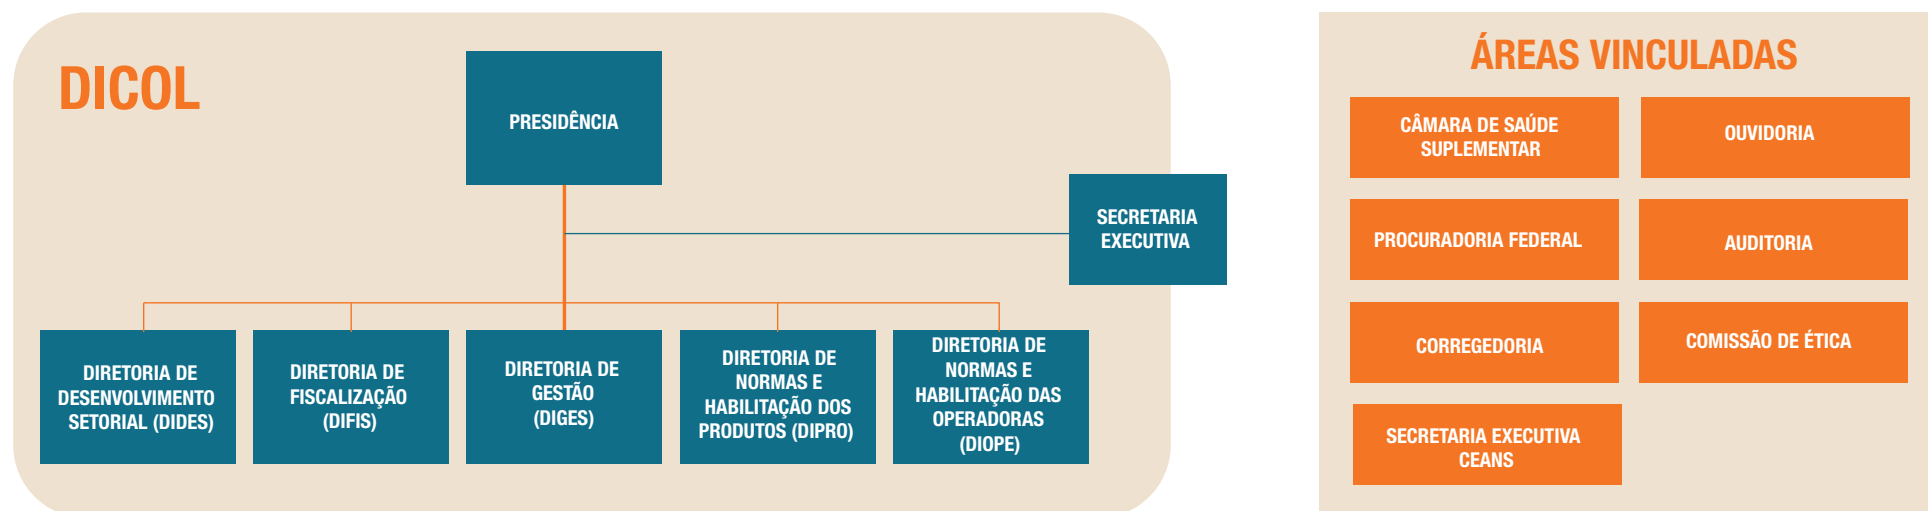 DICOL
PRESIDÊNCIA
SECRETARIA
EXECUTIVA
DIRETORIA DE
DESENVOLVIMENTO
SETORIAL (DIDES)
DIRETORIA DE
FISCALIZAÇÃO
(DIFIS)
DIRETORIA DE
GESTÃO
(DIGES)
DIRETORIA DE
NORMAS E
HABILITAÇÃO DOS
PRODUTOS (DIPRO)
DIRETORIA DE
NORMAS E
HABILITAÇÃO DAS
OPERADORAS
(DIOPE)
ÁREAS VINCULADAS
CÂMARA DE SAÚDE
SUPLEMENTAR
OUVIDORIA
PROCURADORIA FEDERAL
AUDITORIA
CORREGEDORIA
COMISSÃO DE ÉTICA
SECRETARIA EXECUTIVA
CEANS